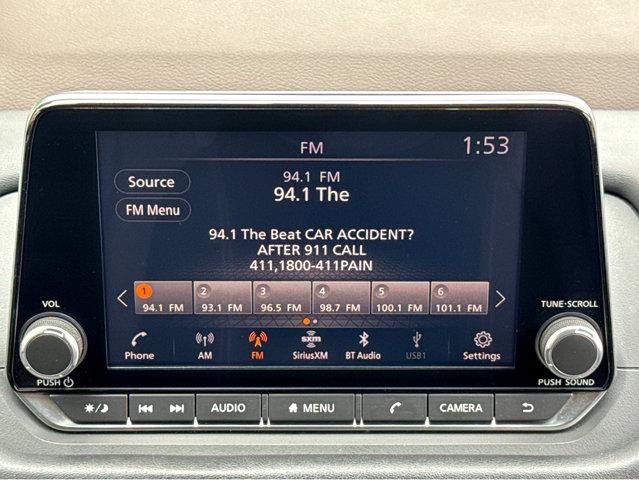 FM
1:53
Source
FM Menu
94.1 FM
94.1 The
94.1 The Beat CAR ACCIDENT?
AFTER 911 CALL
411,1800-411PAIN
1 2 3 4 5 6
94.1 FM 93.1 FM 96.5 FM 98.7 FM 100.1 FM 101.1 FM
VOL
TUNE·SCROLL
sxm
Phone AM FM SiriusXM BT Audio USB1 Settings
PUSH
PUSH SOUND
AUDIO MENU CAMERA